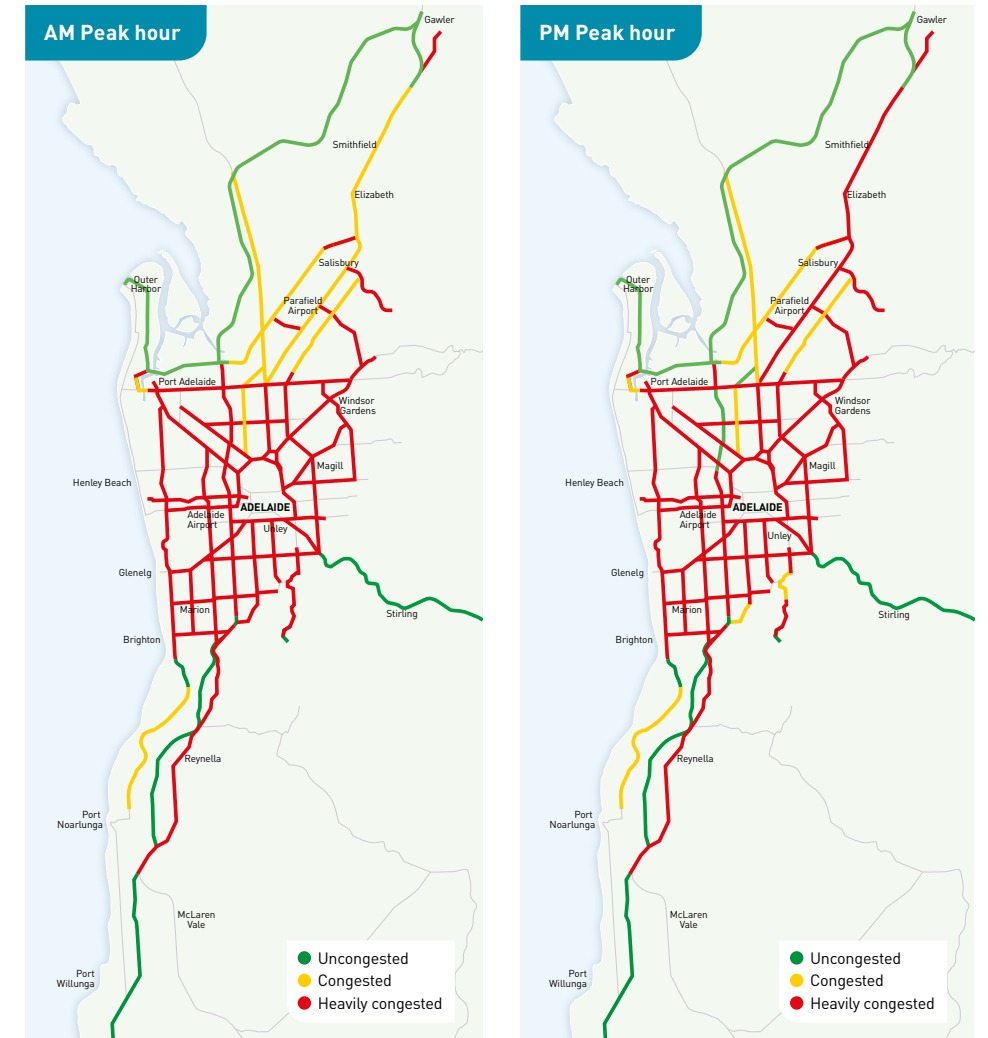 AM Peak hour
Gawler
Smithfield
Elizabeth
Salisbury
Outer
Harbor
Parafield
Airport
Port Adelaide
Windsor
Gardens
Magill
Henley Beach
ADELAIDE
Adelaide
Airport
Unley
Glenelg
Marion
Stirling
Brighton
Reynella
Port
Noarlunga
McLaren
Vale
Port
Willunga
Uncongested
Congested
Heavily congested
PM Peak hour
Gawler
Smithfield
Elizabeth
Salisbury
Outer
Harbor
Parafield
Airport
Port Adelaide
Windsor
Gardens
Magill
Henley Beach
ADELAIDE
Adelaide
Airport
Unley
Glenelg
Marion
Stirling
Brighton
Reynella
Port
Noarlunga
McLaren
Vale
Port
Willunga
Uncongested
Congested
Heavily congested